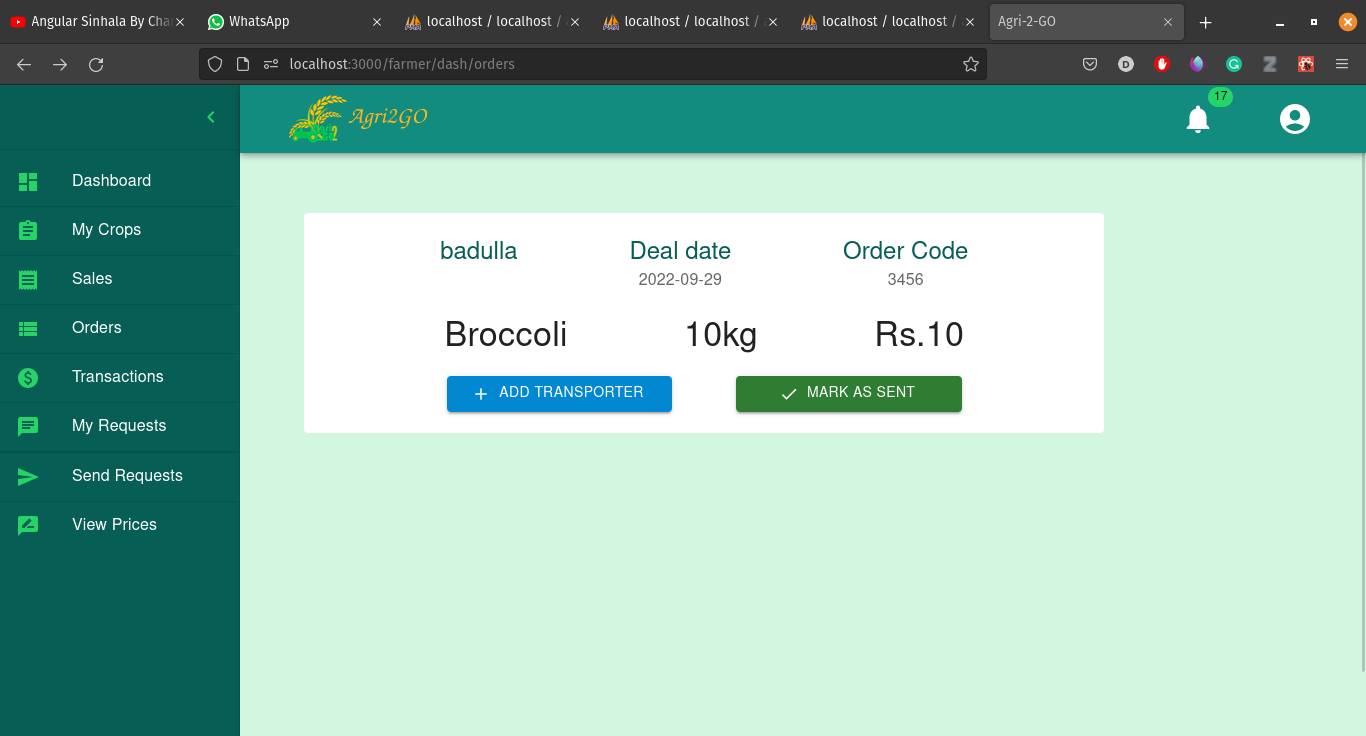 Angular Sinhala By Cha
WhatsApp
localhost / localhost /
localhost / localhost /
localhost / localhost /
Agri-2-GO
localhost:3000/farmer/dash/orders
D
G
Z
Agri2GO
17
Dashboard
My Crops
Sales
Orders
Transactions
My Requests
Send Requests
View Prices
badulla
Deal date
Order Code
2022-09-29
3456
Broccoli
10kg
Rs.10
ADD TRANSPORTER
MARK AS SENT